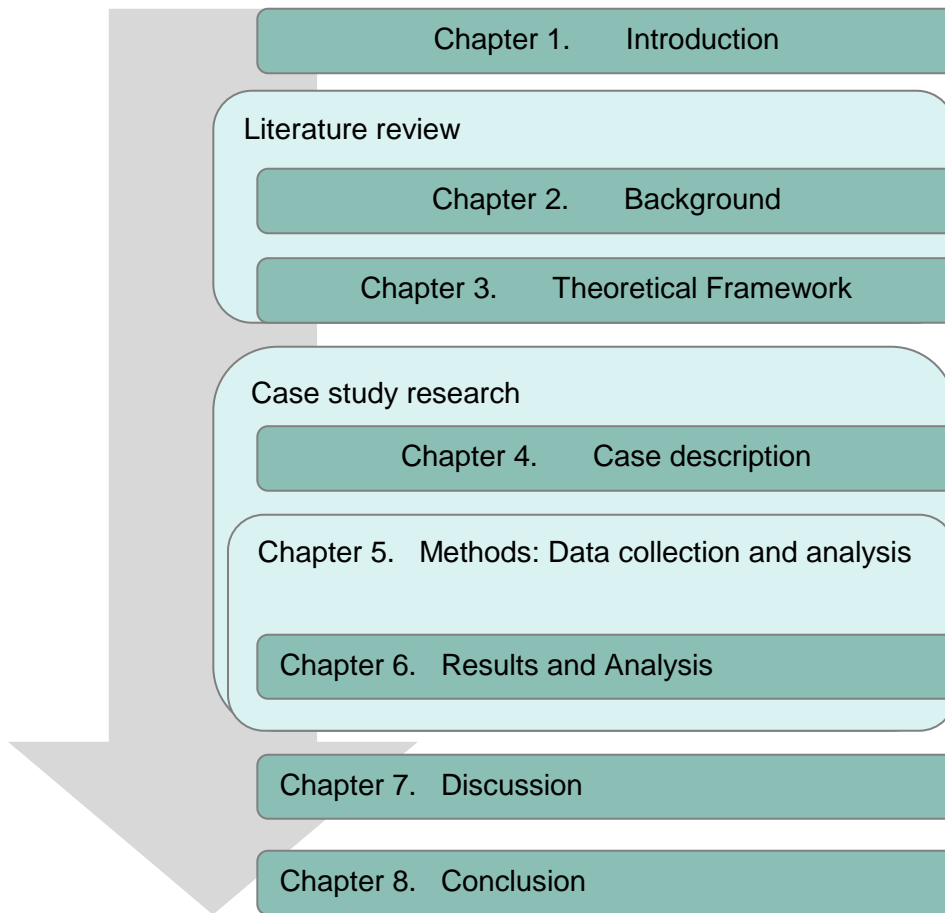 Chapter 1. Introduction
Literature review
Chapter 2. Background
Chapter 3. Theoretical Framework
Case study research
Chapter 4. Case description
Chapter 5. Methods: Data collection and analysis
Chapter 6. Results and Analysis
Chapter 7. Discussion
Chapter 8. Conclusion